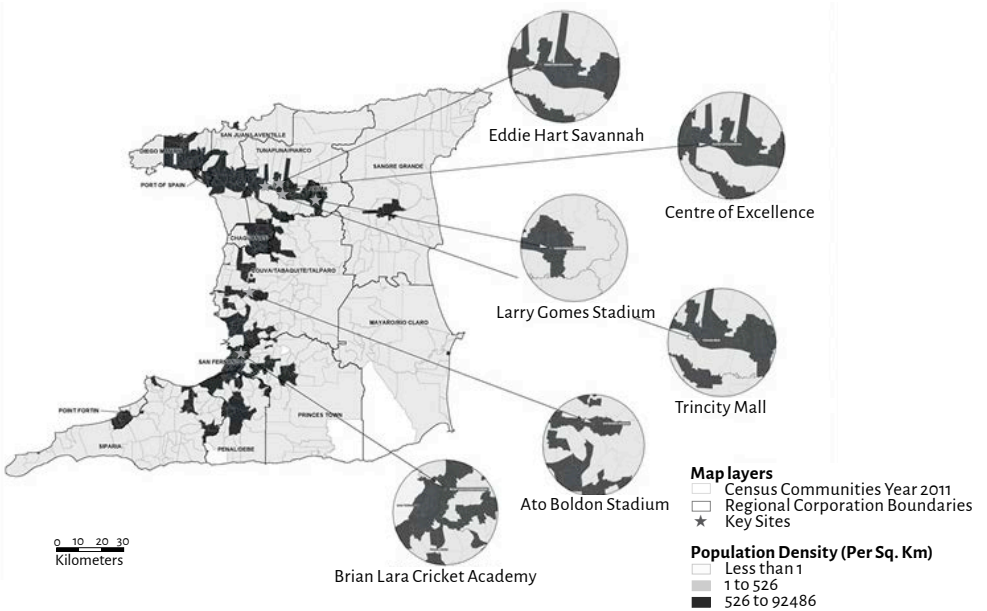 Eddie Hart Savannah
SAN JUAN/LAVENTILLE
TUNAPUNA/PIARCO
SANGRE GRANDE
PORT OF SPAIN
Centre of Excellence
COUVA/TABAQUITE/TALPARO
Larry Gomes Stadium
MAYARO/RIO CLARO
SAN FERNANDO
Trincity Mall
POINT FORTIN
PRINCES TOWN
SIPARIA
PENAL/DEBE
Ato Boldon Stadium
Brian Lara Cricket Academy
0 10 20 30
Kilometers
Map layers
Census Communities Year 2011
Regional Corporation Boundaries
Key Sites
Population Density (Per Sq. Km)
Less than 1
1 to 526
526 to 92486